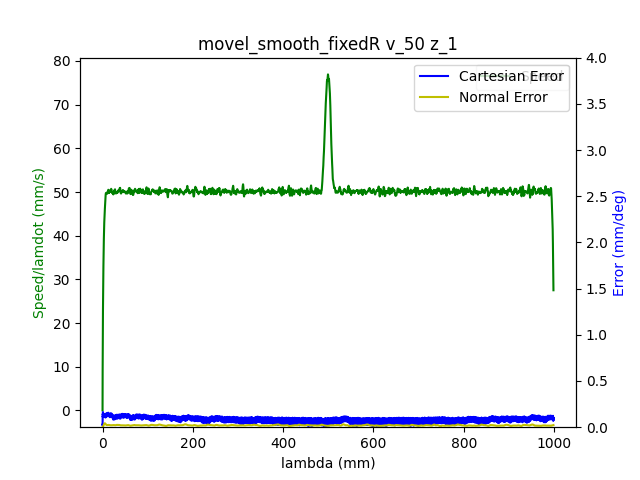 movel_smooth_fixedR v_50 z_1
80
70
60
50
40
30
20
10
0
Speed/lamdot (mm/s)
4.0
3.5
3.0
2.5
2.0
1.5
1.0
0.5
0.0
Error (mm/deg)
Cartesian Error
Normal Error
0 200 400 600 800 1000
lambda (mm)